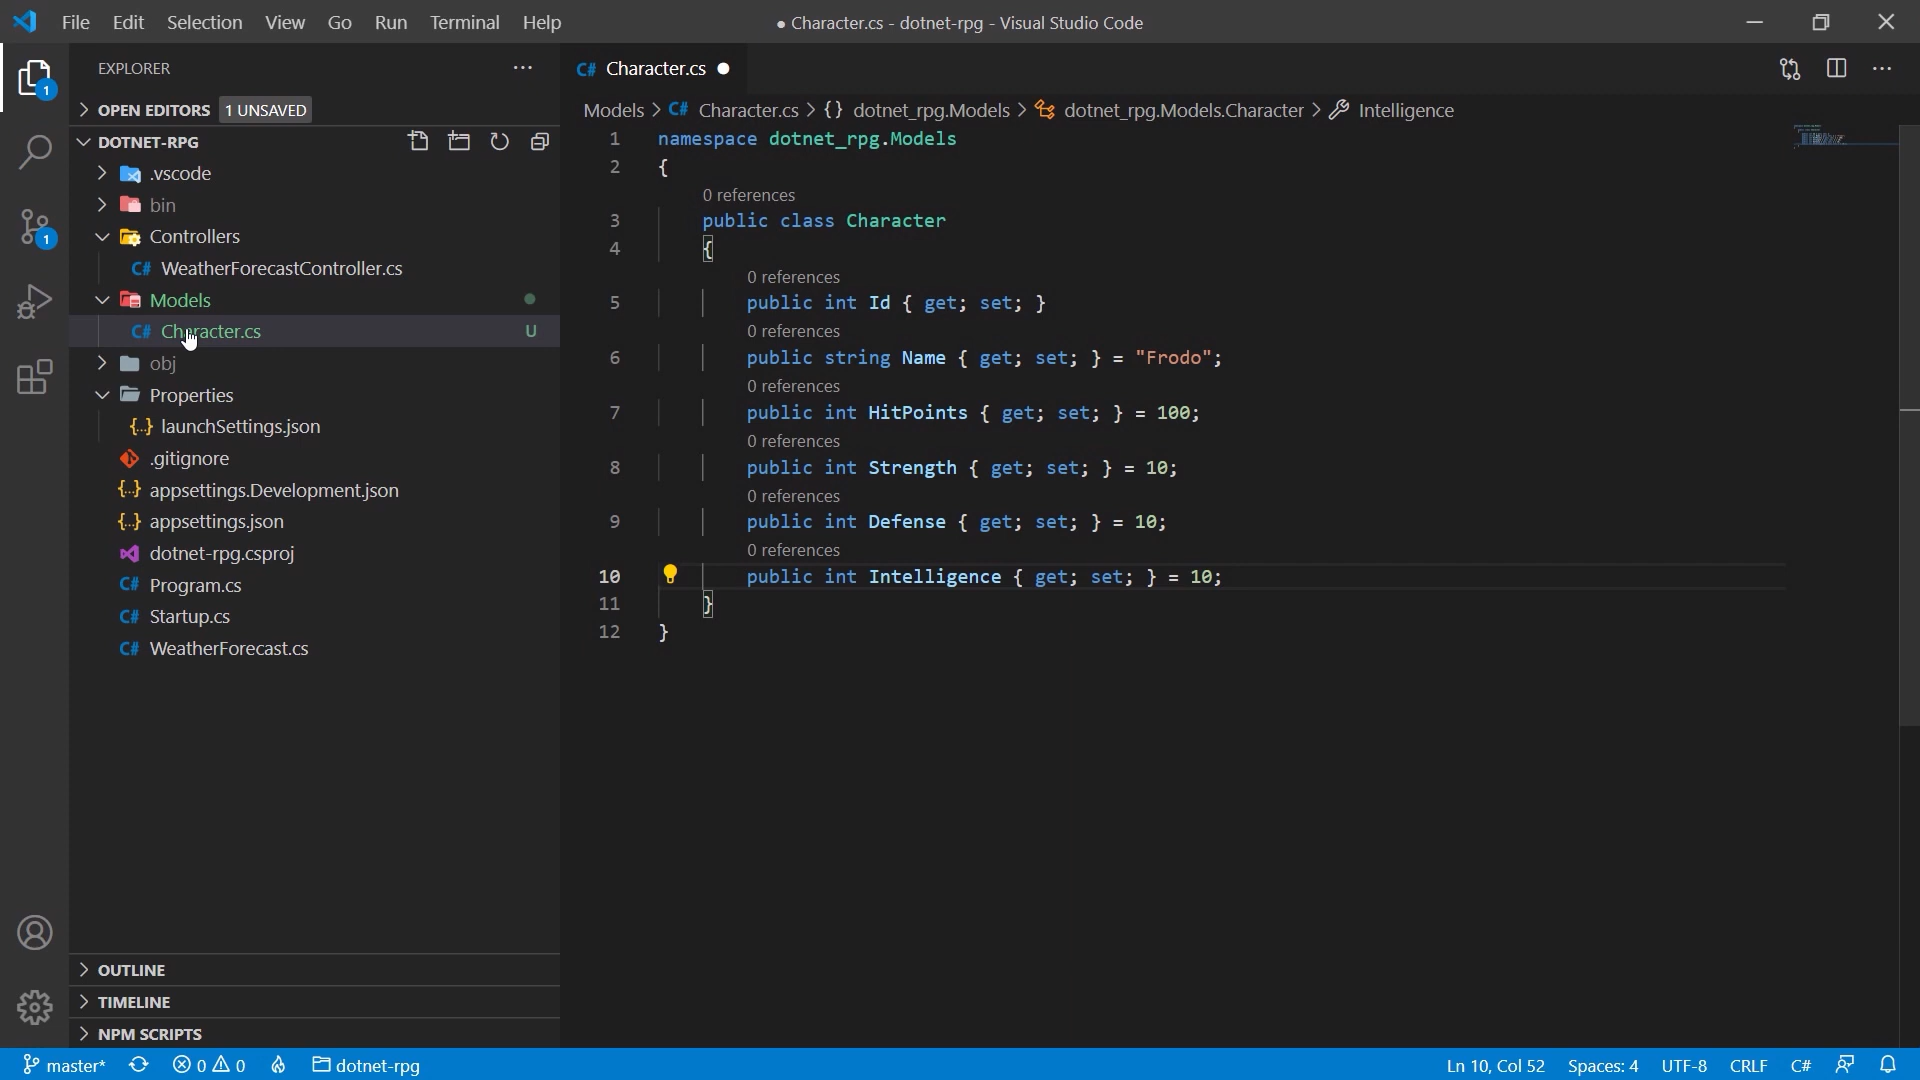 File Edit Selection View Go Run Terminal Help
● Character.cs - dotnet-rpg - Visual Studio Code
EXPLORER
OPEN EDITORS 1 UNSAVED
DOTNET-RPG
.vscode
bin
Controllers
C# WeatherForecastController.cs
Models
C# Character.cs U
obj
Properties
{..} launchSettings.json
.gitignore
{..} appsettings.Development.json
{..} appsettings.json
dotnet-rpg.csproj
C# Program.cs
C# Startup.cs
C# WeatherForecast.cs
OUTLINE
TIMELINE
NPM SCRIPTS
1
1
C# Character.cs ●
Models > C# Character.cs > {} dotnet_rpg.Models > dotnet_rpg.Models.Character > Intelligence
1 namespace dotnet_rpg.Models
2 {
0 references
3 public class Character
4 {
0 references
5 public int Id { get; set; }
0 references
6 public string Name { get; set; } = "Frodo";
0 references
7 public int HitPoints { get; set; } = 100;
0 references
8 public int Strength { get; set; } = 10;
0 references
9 public int Defense { get; set; } = 10;
0 references
10 public int Intelligence { get; set; } = 10;
11 }
12 }
master* 0 0 dotnet-rpg Ln 10, Col 52 Spaces: 4 UTF-8 CRLF C#